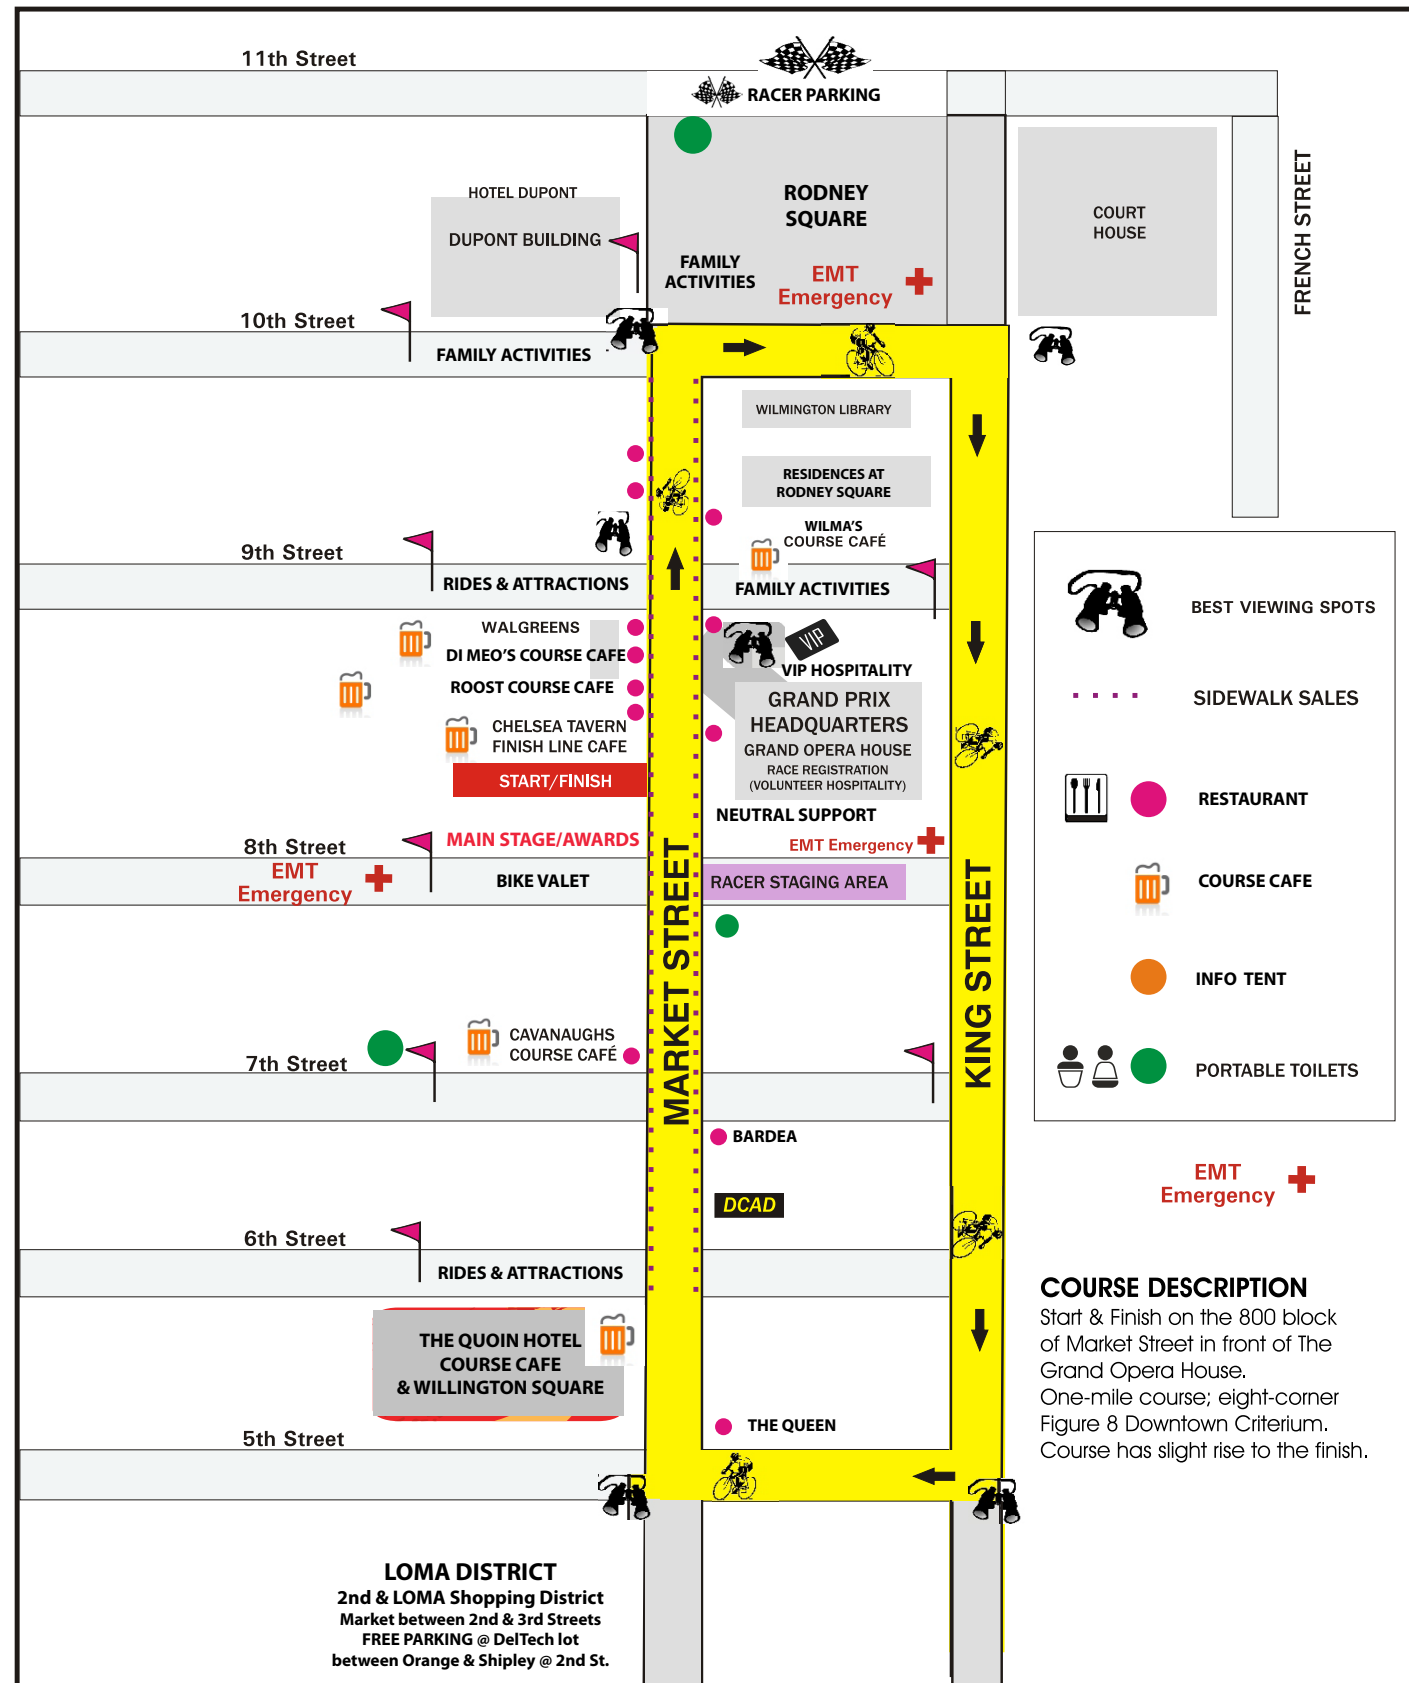 11th Street
RACER PARKING
RODNEY
SQUARE
HOTEL DUPONT
DUPONT BUILDING
COURT
HOUSE
FRENCH STREET
FAMILY
ACTIVITIES
EMT
Emergency
10th Street
FAMILY ACTIVITIES
WILMINGTON LIBRARY
RESIDENCES AT
RODNEY SQUARE
WILMA'S
COURSE CAFÉ
9th Street
RIDES & ATTRACTIONS
FAMILY ACTIVITIES
WALGREENS
DI MEO'S COURSE CAFE
ROOST COURSE CAFE
CHELSEA TAVERN
FINISH LINE CAFE
START/FINISH
VIP
VIP HOSPITALITY
GRAND PRIX
HEADQUARTERS
GRAND OPERA HOUSE
RACE REGISTRATION
(VOLUNTEER HOSPITALITY)
NEUTRAL SUPPORT
EMT Emergency
8th Street
MAIN STAGE/AWARDS
EMT
Emergency
BIKE VALET
RACER STAGING AREA
MARKET STREET
KING STREET
CAVANAUGHS
COURSE CAFÉ
7th Street
BARDEA
DCAD
6th Street
RIDES & ATTRACTIONS
THE QUOIN HOTEL
COURSE CAFE
& WILLINGTON SQUARE
THE QUEEN
5th Street
LOMA DISTRICT
2nd & LOMA Shopping District
Market between 2nd & 3rd Streets
FREE PARKING @ DelTech lot
between Orange & Shipley @ 2nd St.
BEST VIEWING SPOTS
SIDEWALK SALES
RESTAURANT
COURSE CAFE
INFO TENT
PORTABLE TOILETS
EMT
Emergency
COURSE DESCRIPTION
Start & Finish on the 800 block
of Market Street in front of The
Grand Opera House.
One-mile course; eight-corner
Figure 8 Downtown Criterium.
Course has slight rise to the finish.